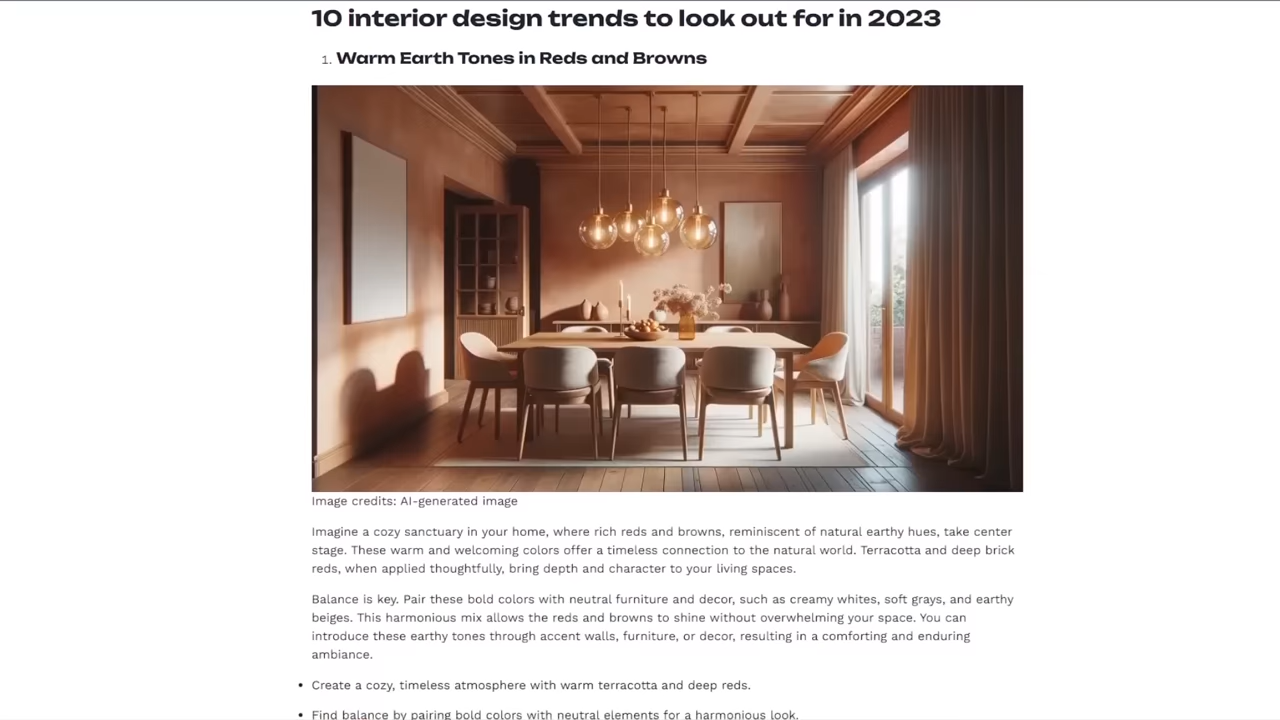 10 interior design trends to look out for in 2023
1. Warm Earth Tones in Reds and Browns
Image credits: AI-generated image
Imagine a cozy sanctuary in your home, where rich reds and browns, reminiscent of natural earthy hues, take center
stage. These warm and welcoming colors offer a timeless connection to the natural world. Terracotta and deep brick
reds, when applied thoughtfully, bring depth and character to your living spaces.
Balance is key. Pair these bold colors with neutral furniture and decor, such as creamy whites, soft grays, and earthy
beiges. This harmonious mix allows the reds and browns to shine without overwhelming your space. You can
introduce these earthy tones through accent walls, furniture, or decor, resulting in a comforting and enduring
ambiance.
• Create a cozy, timeless atmosphere with warm terracotta and deep reds.
• Find balance by pairing bold colors with neutral elements for a harmonious look.